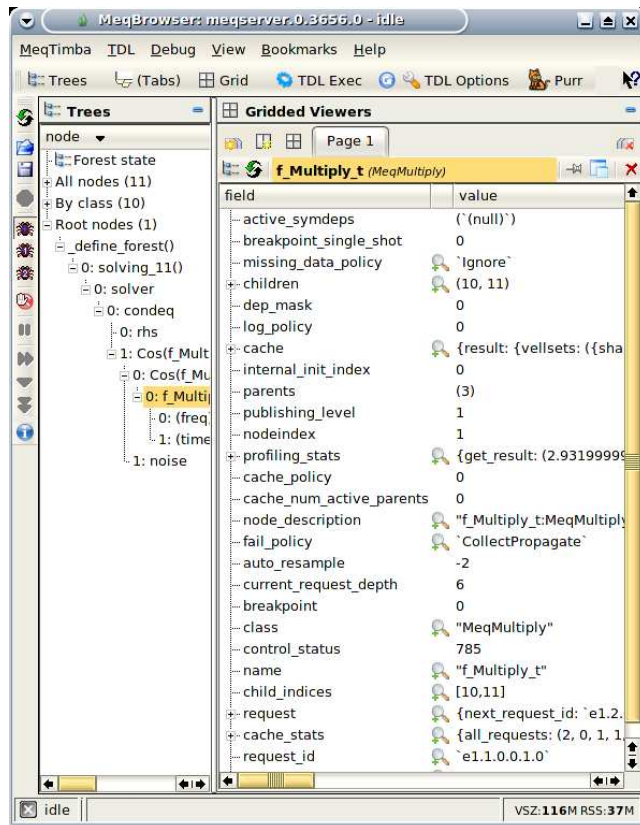 MeqBrowser: meqserver.0.3656.0 - idle
MeqTimba TDL Debug View Bookmarks Help
Trees (Tabs) Grid TDL Exec TDL Options Purr
Trees
node
Forest state
All nodes (11)
By class (10)
Root nodes (1)
_define_forest()
0: solving_11()
0: solver
0: condeq
0: rhs
1: Cos(f_Mult
0: Cos(f_Mu
0: f_Multi
0: (freq
1: (time
1: noise
Gridded Viewers
Page 1
f_Multiply_t (MeqMultiply)
field value
active_symdeps (`(null)`)
breakpoint_single_shot 0
missing_data_policy `Ignore`
children (10, 11)
dep_mask 0
log_policy 0
cache {result: {vellsets: ({sha
internal_init_index 0
parents (3)
publishing_level 1
nodeindex 1
profiling_stats {get_result: (2.93199999
cache_policy 0
cache_num_active_parents 0
node_description "f_Multiply_t:MeqMultiply
fail_policy `CollectPropagate`
auto_resample -2
current_request_depth 6
breakpoint 0
class "MeqMultiply"
control_status 785
name "f_Multiply_t"
child_indices [10,11]
request {next_request_id: `e1.2.
cache_stats {all_requests: (2, 0, 1, 1,
request_id `e1.1.0.0.1.0`
idle
VSZ:116M RSS:37M